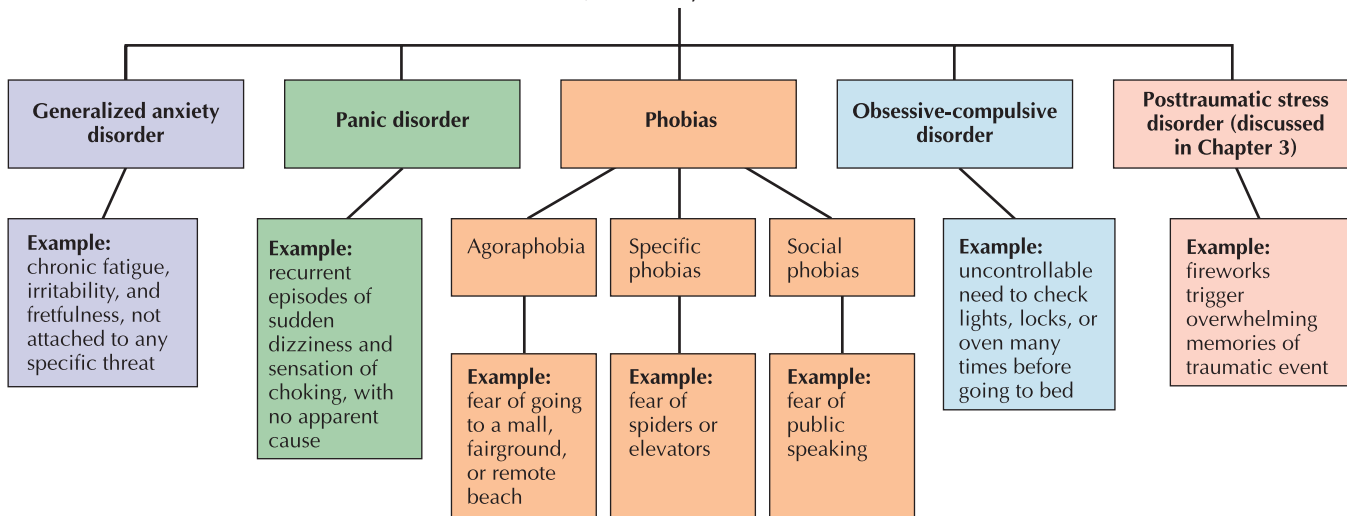 Generalized anxiety
disorder
Panic disorder
Phobias
Obsessive-compulsive
disorder
Posttraumatic stress
disorder (discussed
in Chapter 3)
Example:
chronic fatigue,
irritability, and
fretfulness, not
attached to any
specific threat
Example:
recurrent
episodes of
sudden
dizziness and
sensation of
choking, with
no apparent
cause
Agoraphobia
Example:
fear of going
to a mall,
fairground,
or remote
beach
Specific
phobias
Example:
fear of
spiders or
elevators
Social
phobias
Example:
fear of
public
speaking
Example:
uncontrollable
need to check
lights, locks, or
oven many
times before
going to bed
Example:
fireworks
trigger
overwhelming
memories of
traumatic event